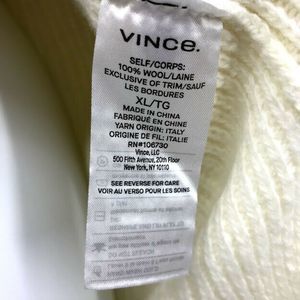 VINCE.
SELF/CORPS:
100% WOOL/LAINE
EXCLUSIVE OF TRIM/SAUF
LES BORDURES
XL/TG
MADE IN CHINA
FABRIQUÉ EN CHINE
YARN ORIGIN: ITALY
ORIGINE DE FIL: ITALIE
RN#106730
Vince, LLC
500 Fifth Avenue, 20th Floor
New York, NY 10110
SEE REVERSE FOR CARE
VOIR AU VERSO POUR LES SOINS